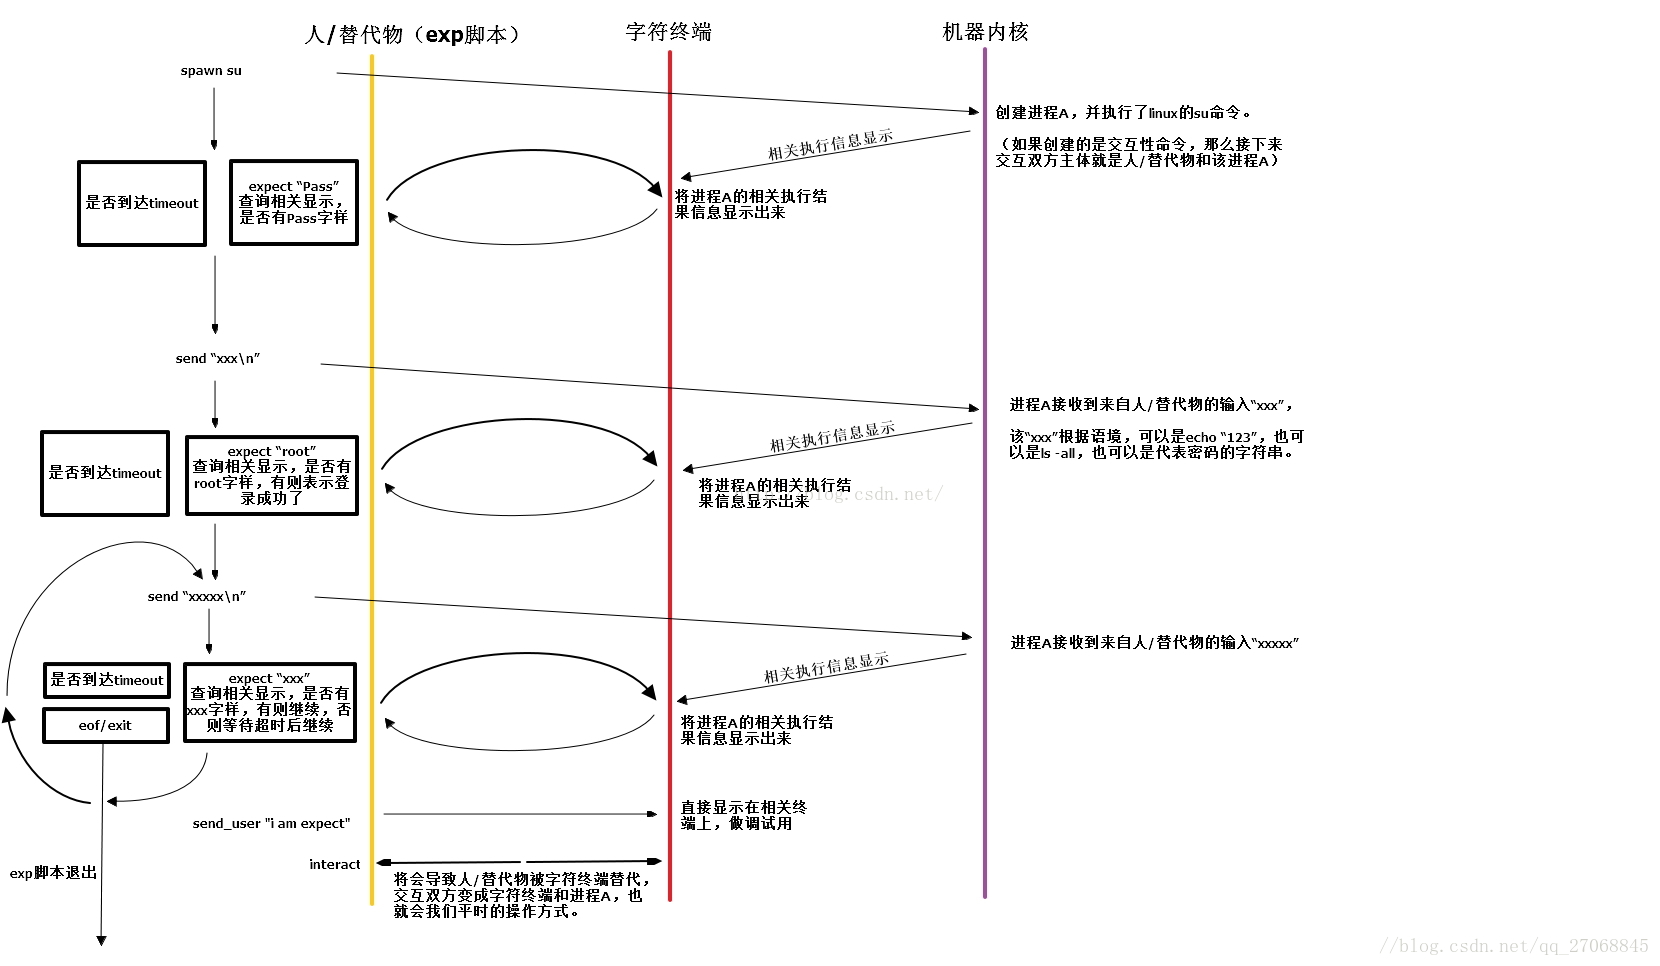 人/替代物（exp脚本）
字符终端
机器内核
spawn su
创建进程A，并执行了linux的su命令。
（如果创建的是交互性命令，那么接下来
交互双方主体就是人/替代物和该进程A）
相关执行信息显示
是否到达timeout
expect “Pass”
查询相关显示，
是否有Pass字样
将进程A的相关执行结
果信息显示出来
send “xxx\n”
进程A接收到来自人/替代物的输入“xxx”，
该“xxx”根据语境，可以是echo “123”，也可
以是ls -all，也可以是代表密码的字符串。
相关执行信息显示
是否到达timeout
expect “root”
查询相关显示，是否有
root字样，有则表示登
录成功了
将进程A的相关执行结
果信息显示出来
blog.csdn.net/
send “xxxxx\n”
进程A接收到来自人/替代物的输入“xxxxx”
相关执行信息显示
是否到达timeout
eof/exit
expect “xxx”
查询相关显示，是否有
xxx字样，有则继续，否
则等待超时后继续
将进程A的相关执行结
果信息显示出来
send_user "i am expect"
直接显示在相关终
端上，做调试用
interact
将会导致人/替代物被字符终端替代，
交互双方变成字符终端和进程A，也
就会我们平时的操作方式。
exp脚本退出
//blog.csdn.net/qq_27068845